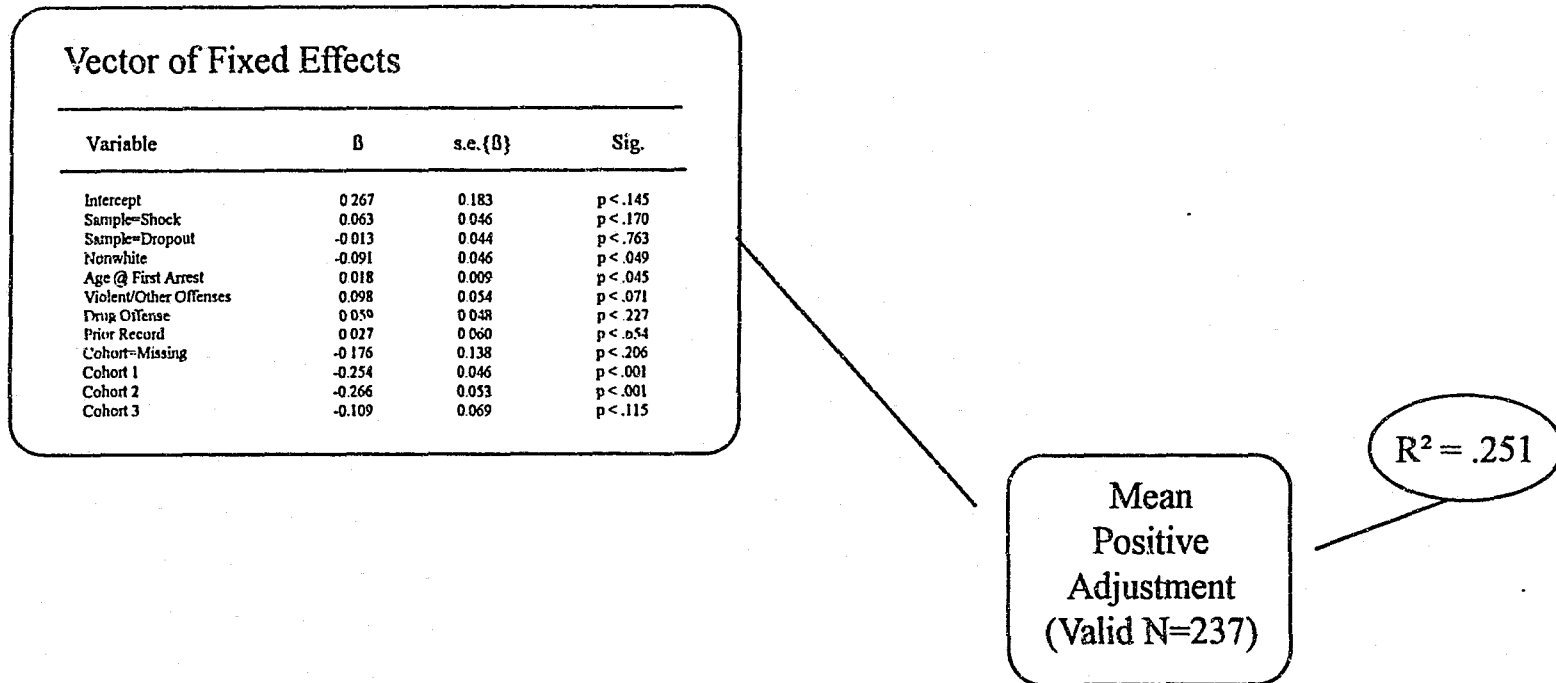 Vector of Fixed Effects
Variable ß s.e.{ß} Sig.
Intercept 0 267 0.183 p < .145
Sample=Shock 0.063 0 046 p < .170
Sample=Dropout -0 013 0.044 p < .763
Nonwhite -0.091 0.046 p < .049
Age @ First Arrest 0 018 0.009 p < .045
Violent/Other Offenses 0.098 0.054 p < .071
Drug Offense 0 059 0 048 p < .227
Prior Record 0 027 0 060 p < .654
Cohort=Missing -0 176 0.138 p < .206
Cohort 1 -0.254 0.046 p < .001
Cohort 2 -0.266 0.053 p < .001
Cohort 3 -0.109 0.069 p < .115
R² = .251
Mean
Positive
Adjustment
(Valid N=237)